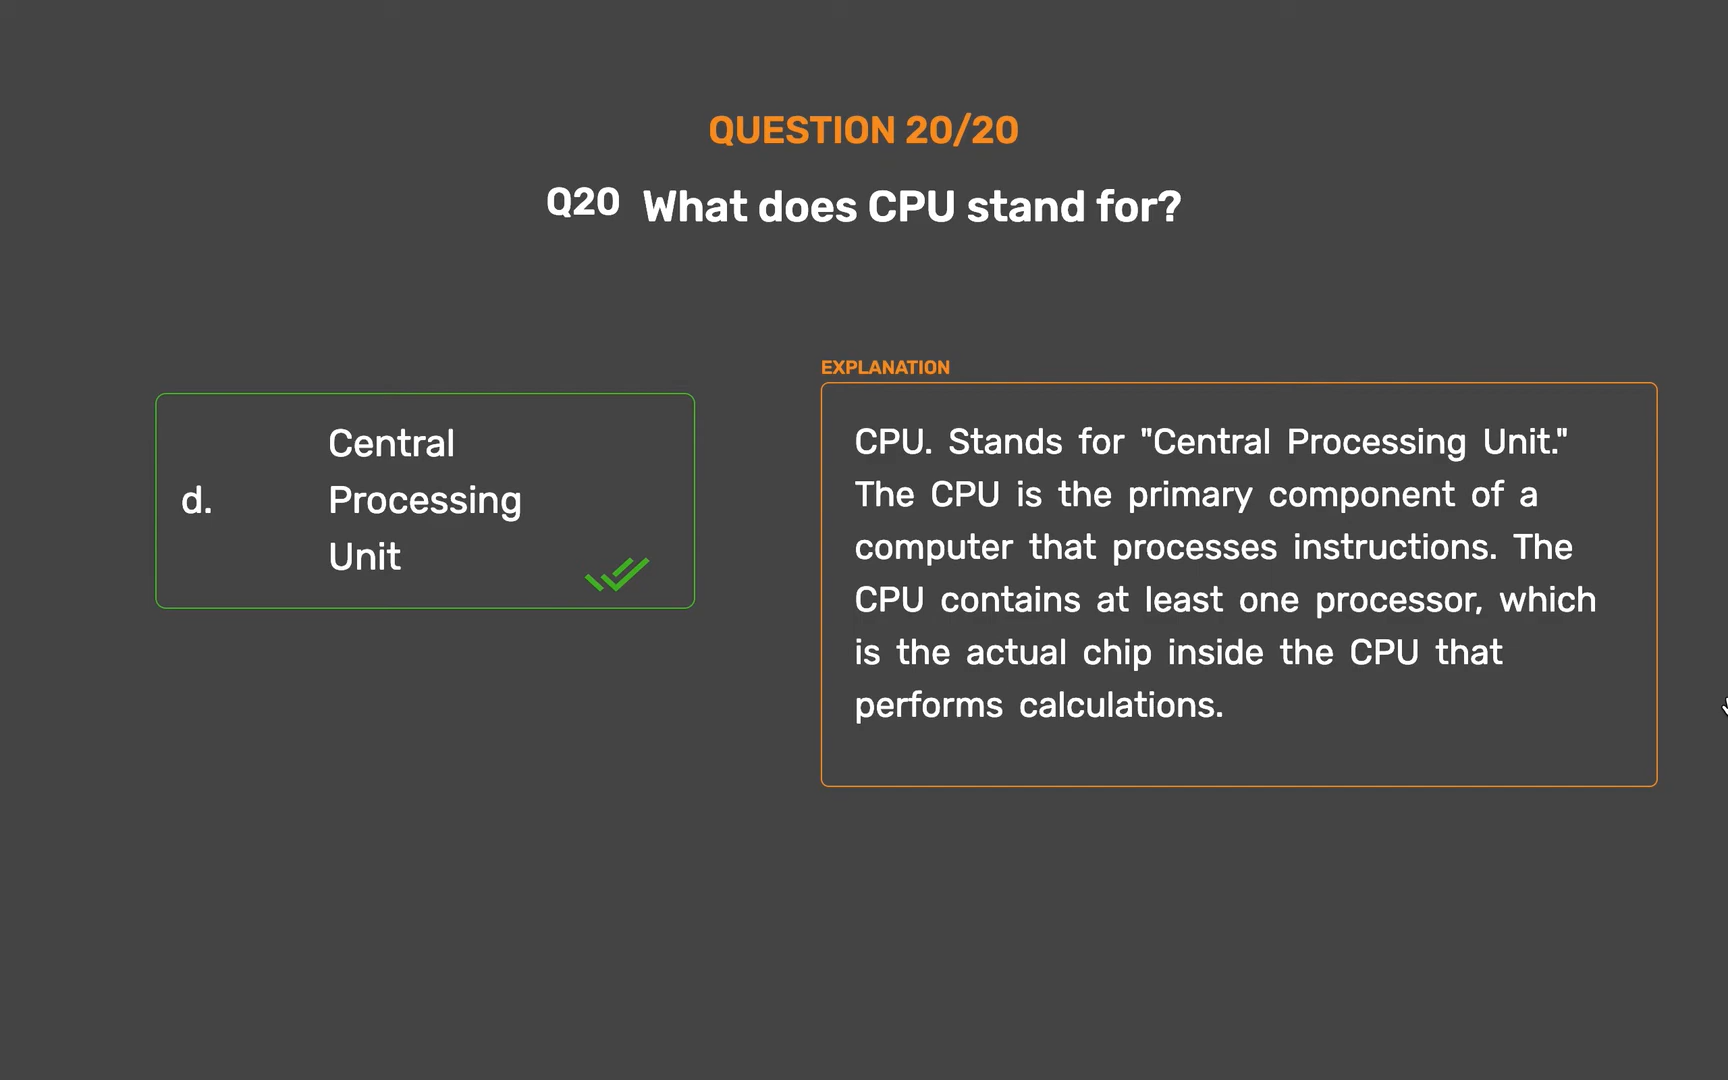 QUESTION 20/20
Q20 What does CPU stand for?
d.
Central
Processing
Unit
EXPLANATION
CPU. Stands for "Central Processing Unit."
The CPU is the primary component of a
computer that processes instructions. The
CPU contains at least one processor, which
is the actual chip inside the CPU that
performs calculations.